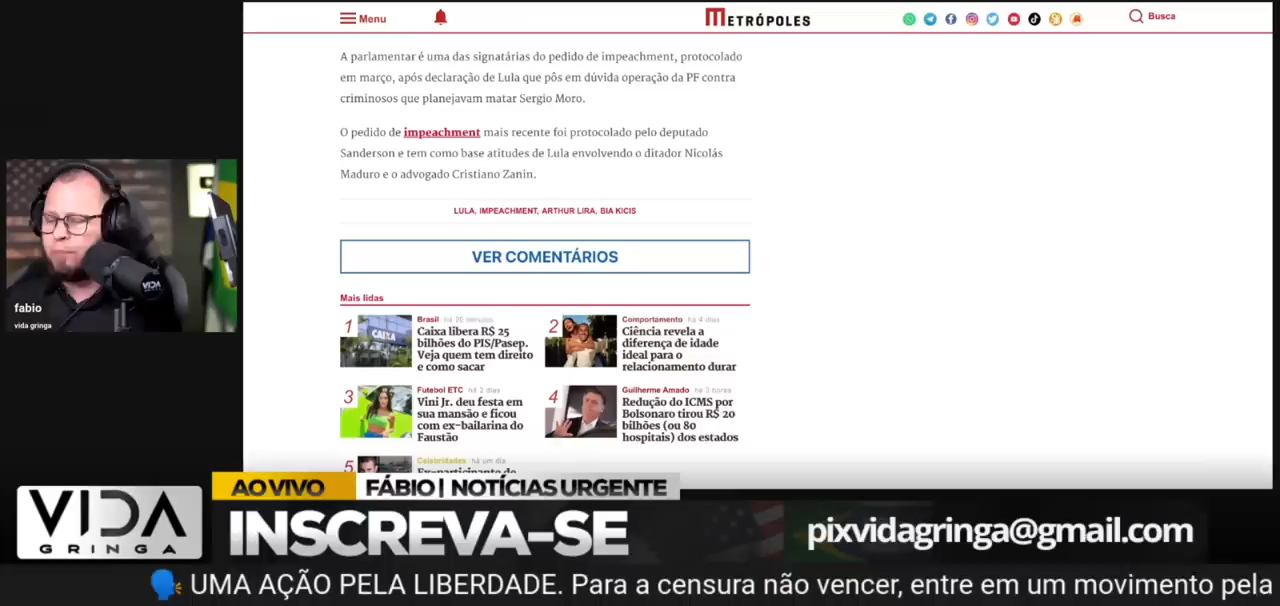 Menu
METRÓPOLES
Busca
A parlamentar é uma das signatárias do pedido de impeachment, protocolado
em março, após declaração de Lula que pôs em dúvida operação da PF contra
criminosos que planejavam matar Sergio Moro.
O pedido de impeachment mais recente foi protocolado pelo deputado
Sanderson e tem como base atitudes de Lula envolvendo o ditador Nicolás
Maduro e o advogado Cristiano Zanin.
LULA, IMPEACHMENT, ARTHUR LIRA, BIA KICIS
VER COMENTÁRIOS
Mais lidas
1
Brasil há 26 minutos
Caixa libera R$ 25
bilhões do PIS/Pasep.
Veja quem tem direito
e como sacar
CAIXA
2
Comportamento há 4 dias
Ciência revela a
diferença de idade
ideal para o
relacionamento durar
3
Futebol ETC há 2 dias
Vini Jr. deu festa em
sua mansão e ficou
com ex-bailarina do
Faustão
4
Guilherme Amado há 3 horas
Redução do ICMS por
Bolsonaro tirou R$ 20
bilhões (ou 80
hospitais) dos estados
5
Celebridades há um dia
Ex-participante do
VIDA
fabio
vida gringa
VIDA
GRINGA
AO VIVO
FÁBIO | NOTÍCIAS URGENTE
INSCREVA-SE
pixvidagringa@gmail.com
UMA AÇÃO PELA LIBERDADE. Para a censura não vencer, entre em um movimento pela